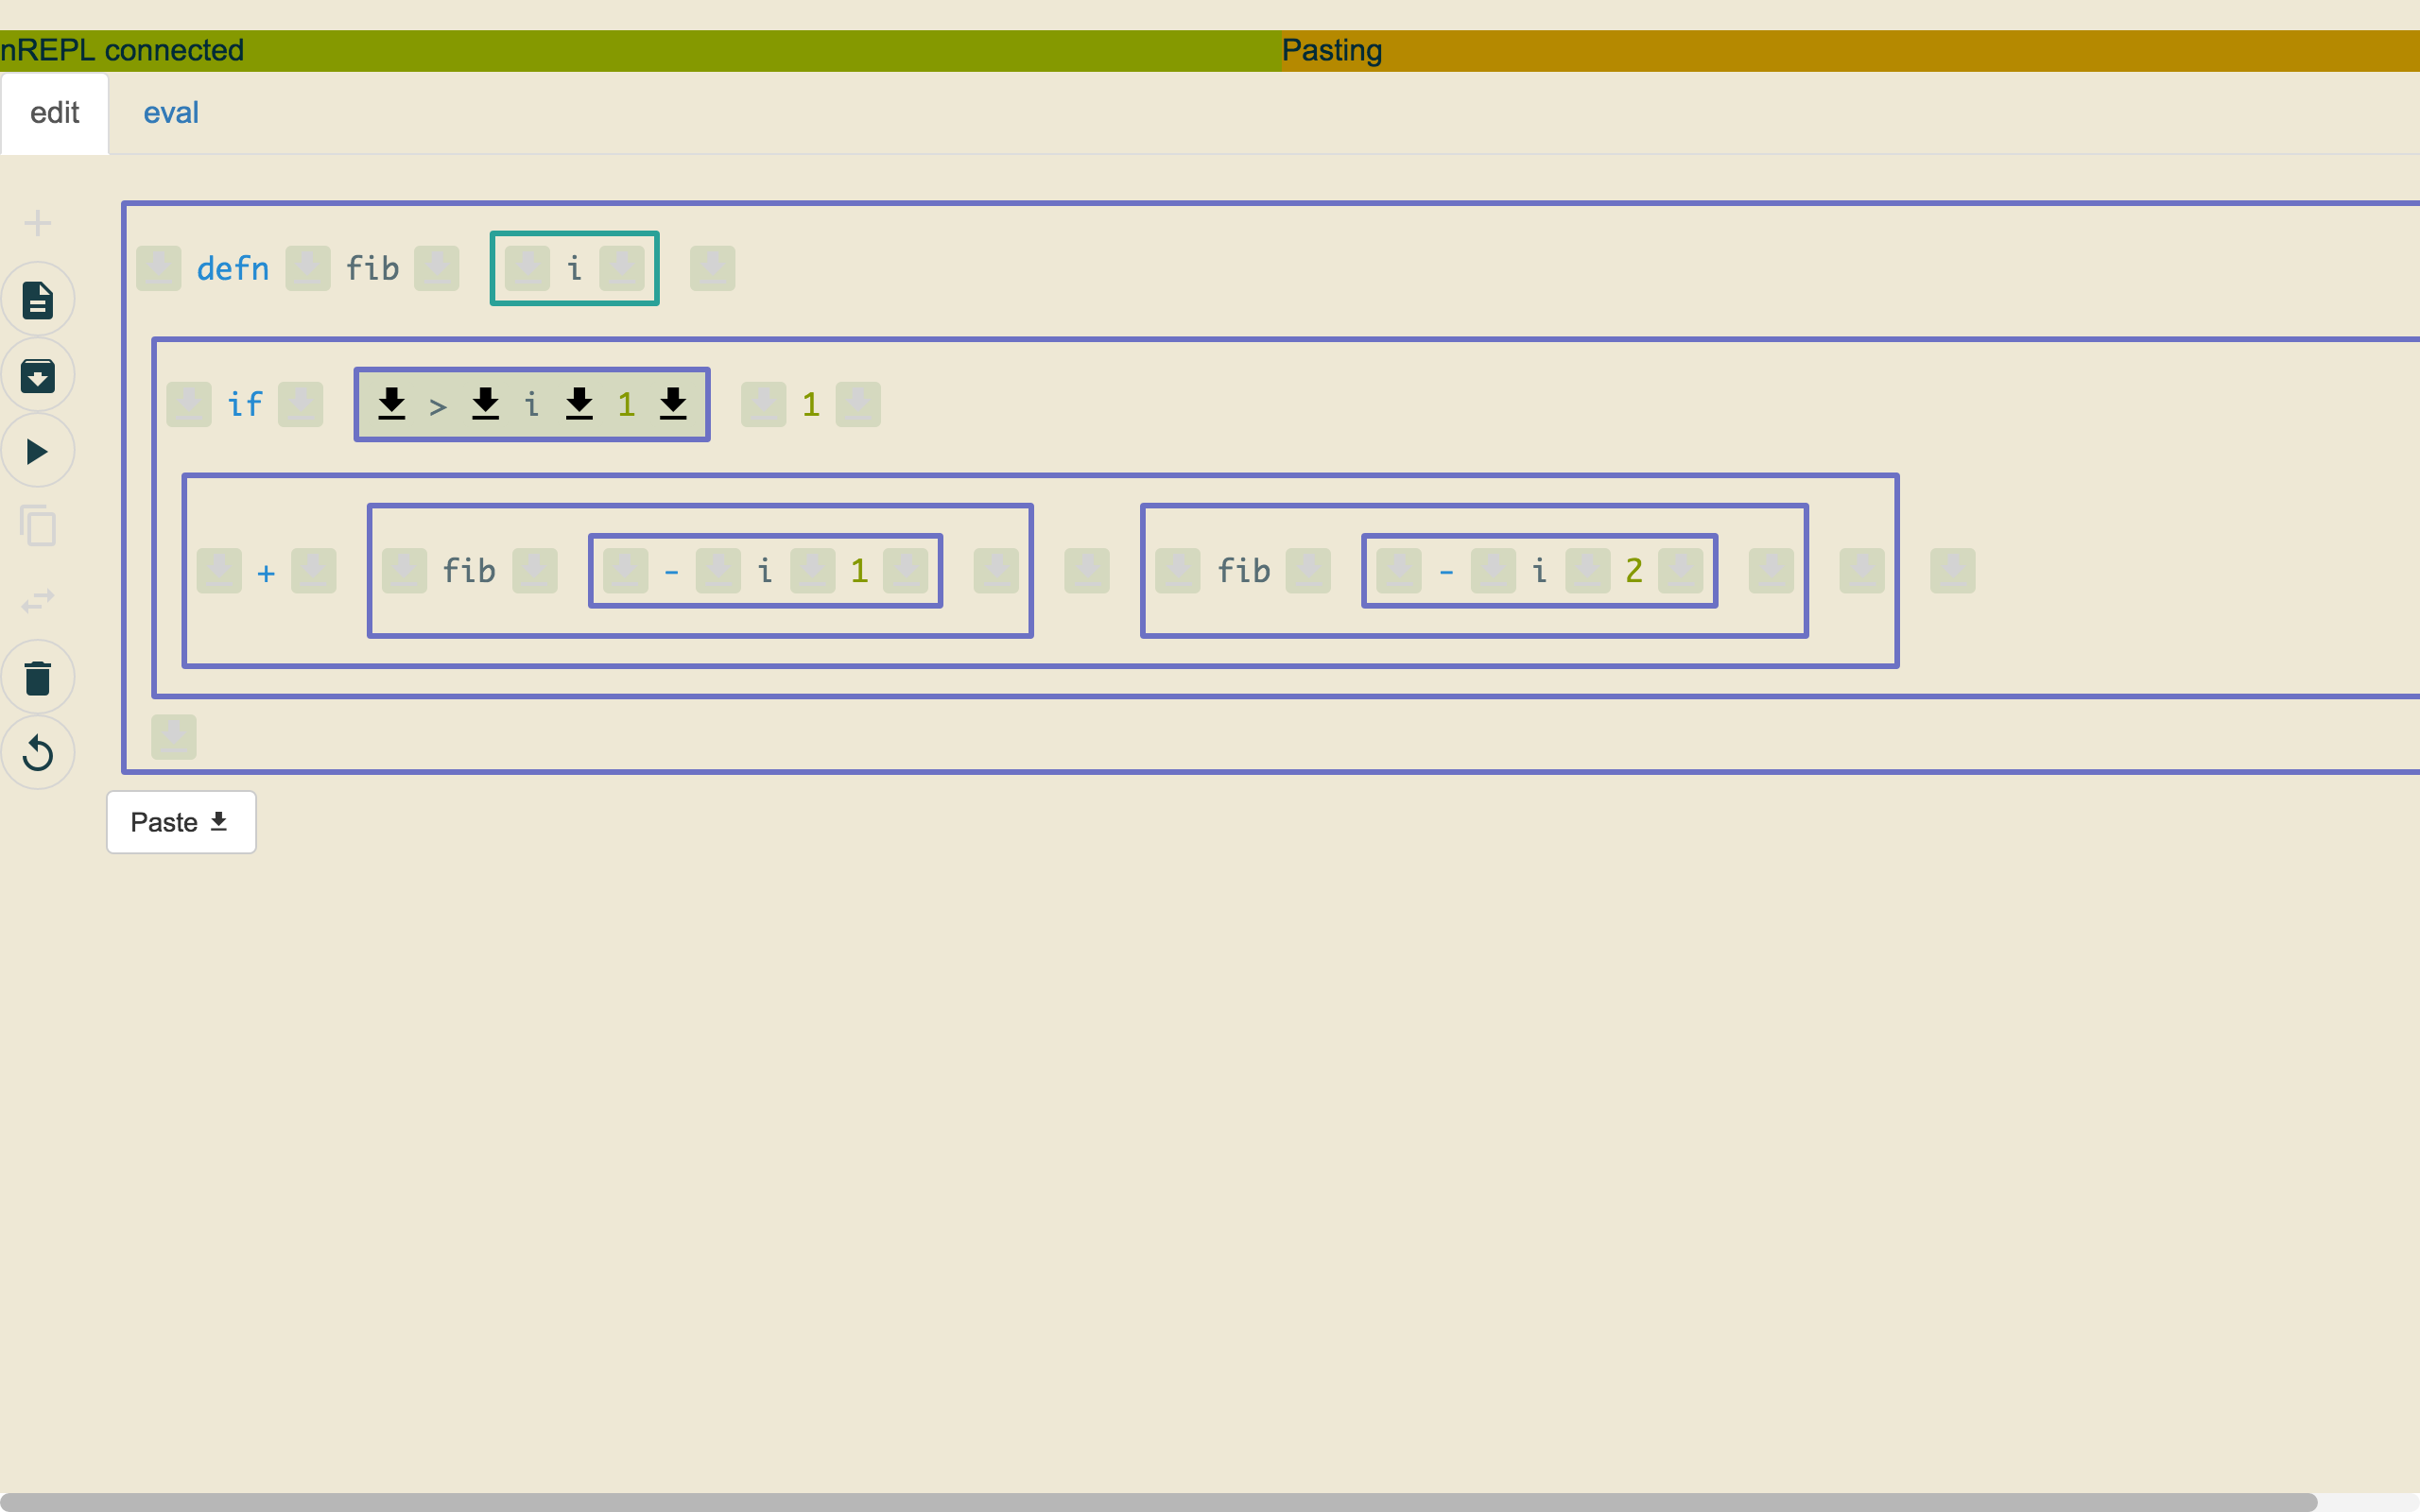 nREPL connected Pasting
edit eval
defn fib i
if > i 1 1
+ fib - i 1 fib - i 2
Paste